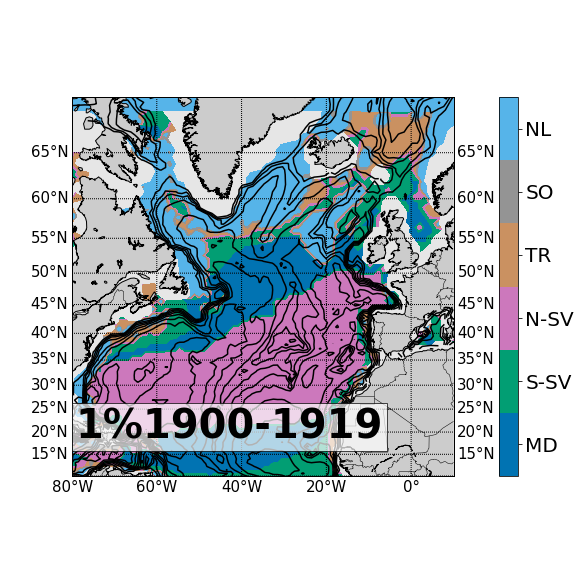 NL
65°N 65°N
SO
60°N 60°N
TR
55°N 55°N
50°N 50°N
45°N 45°N
N-SV
40°N 40°N
35°N 35°N
S-SV
30°N 30°N
25°N 25°N
1%1900-1919
20°N 20°N
MD
15°N 15°N
80°W 60°W 40°W 20°W 0°